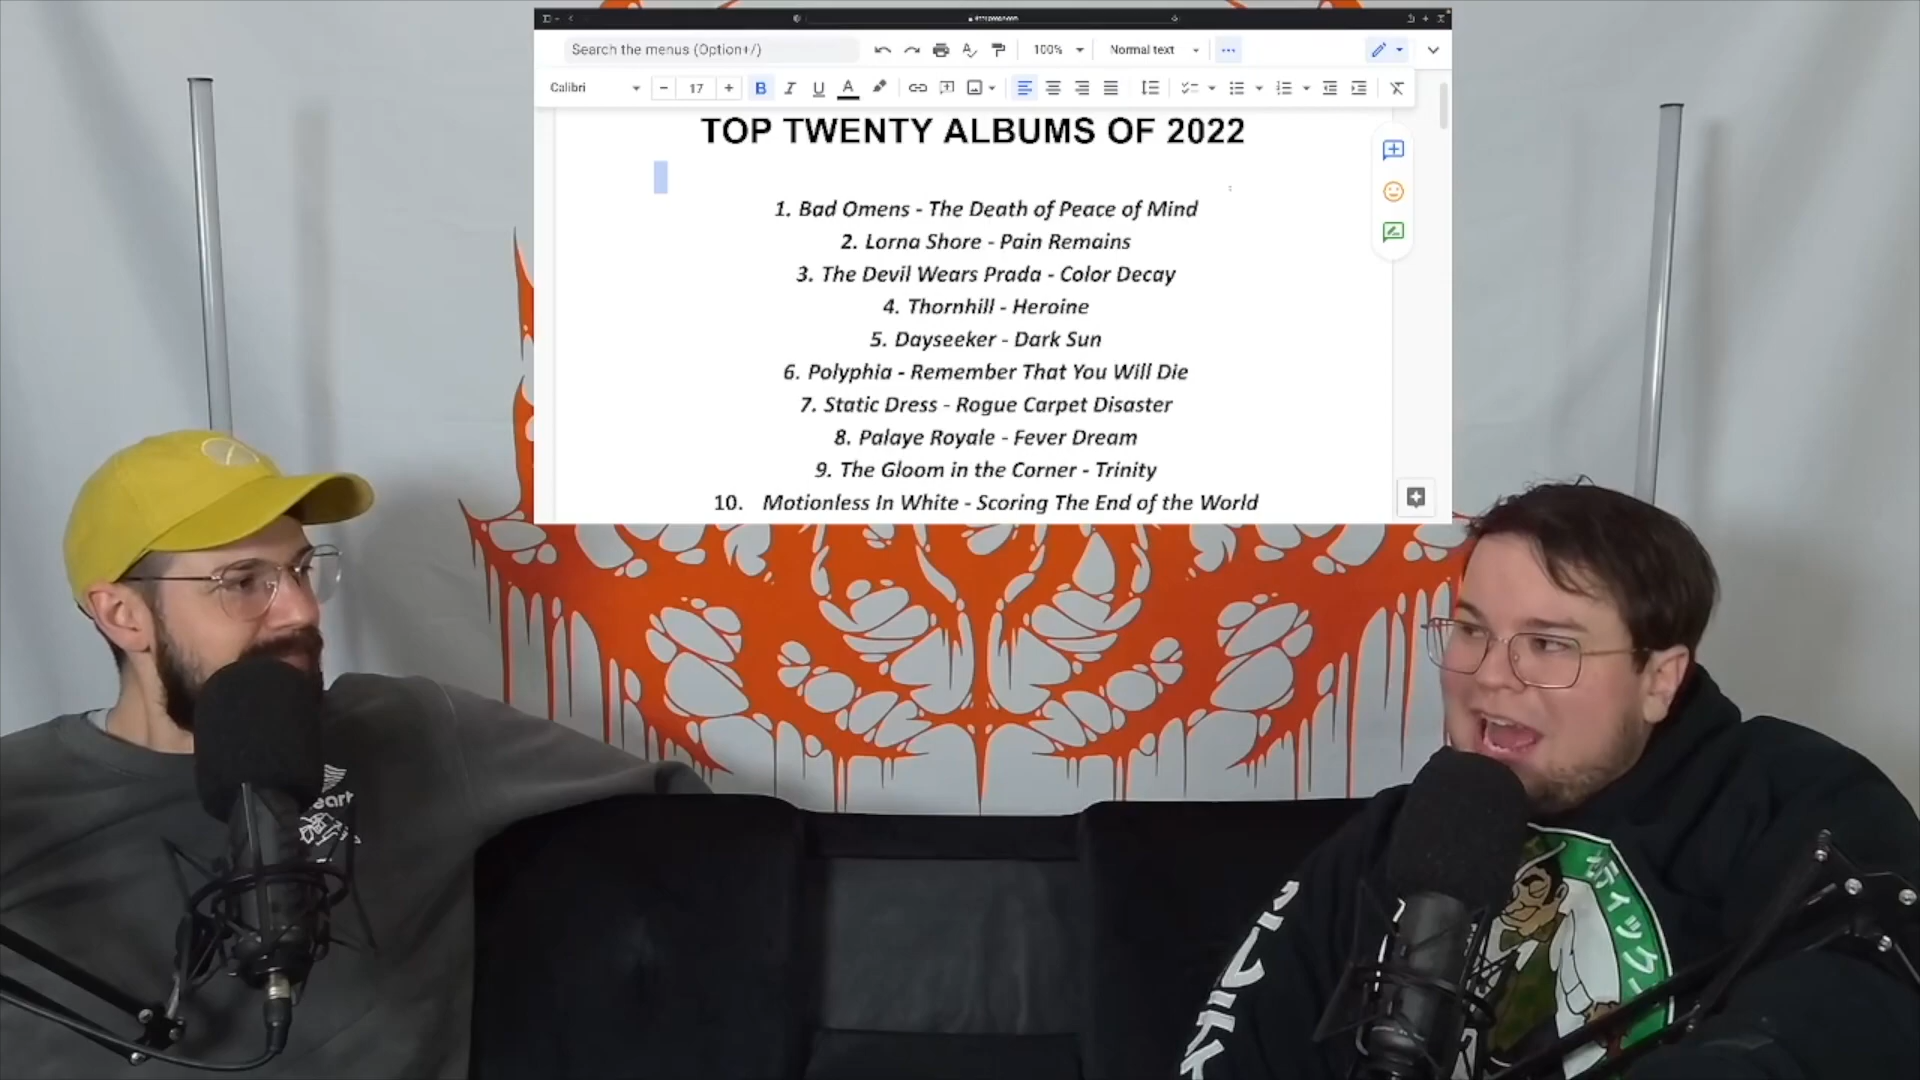 Search the menus (Option+/)
100%
Normal text
Calibri
17
B
I
U
A
TOP TWENTY ALBUMS OF 2022
1. Bad Omens - The Death of Peace of Mind
2. Lorna Shore - Pain Remains
3. The Devil Wears Prada - Color Decay
4. Thornhill - Heroine
5. Dayseeker - Dark Sun
6. Polyphia - Remember That You Will Die
7. Static Dress - Rogue Carpet Disaster
8. Palaye Royale - Fever Dream
9. The Gloom in the Corner - Trinity
10. Motionless In White - Scoring The End of the World
ティック